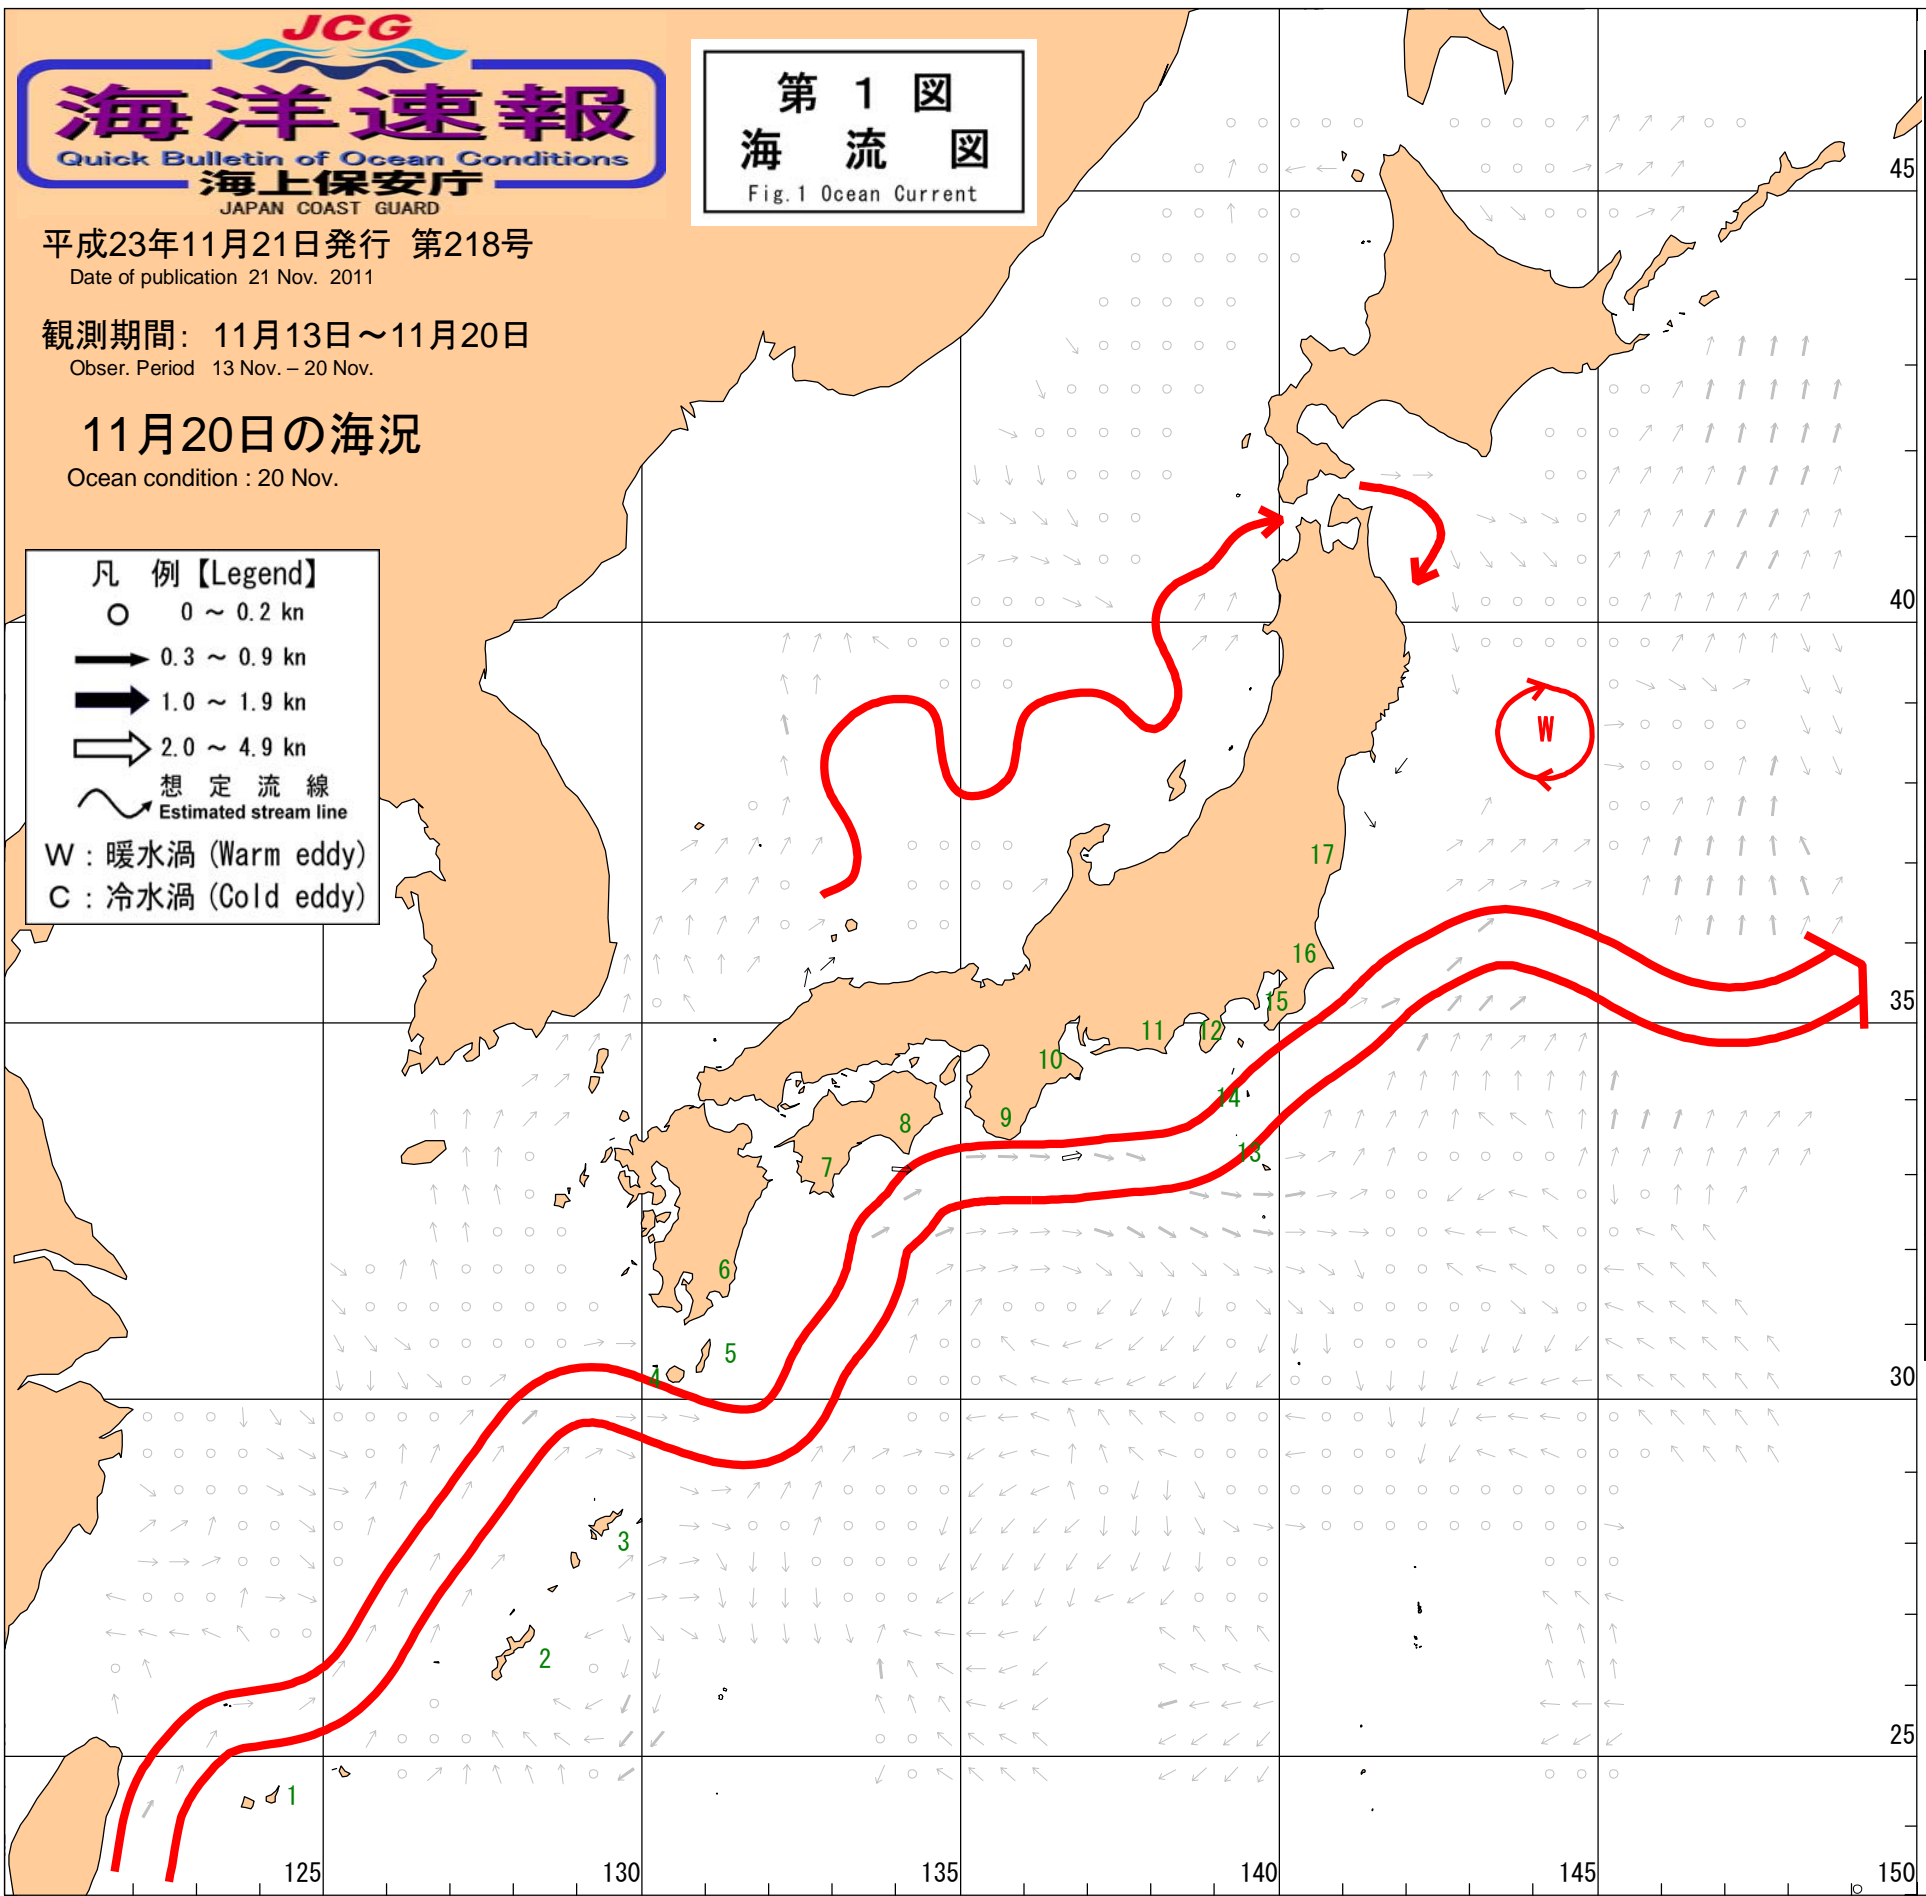 JCG
海洋速報
Quick Bulletin of Ocean Conditions
海上保安庁
JAPAN COAST GUARD
第 1 図
海 流 図
Fig.1 Ocean Current
平成23年11月21日発行 第218号
Date of publication 21 Nov. 2011
観測期間: 11月13日～11月20日
Obser. Period 13 Nov. – 20 Nov.
11月20日の海況
Ocean condition : 20 Nov.
凡 例【Legend】
0 ～ 0.2 kn
0.3 ～ 0.9 kn
1.0 ～ 1.9 kn
2.0 ～ 4.9 kn
想 定 流 線
Estimated stream line
W : 暖水渦 (Warm eddy)
C : 冷水渦 (Cold eddy)
45
40
W
17
16
35
15
12
11
10
14
9
8
13
7
6
5
4
30
3
2
25
1
125
130
135
140
145
150